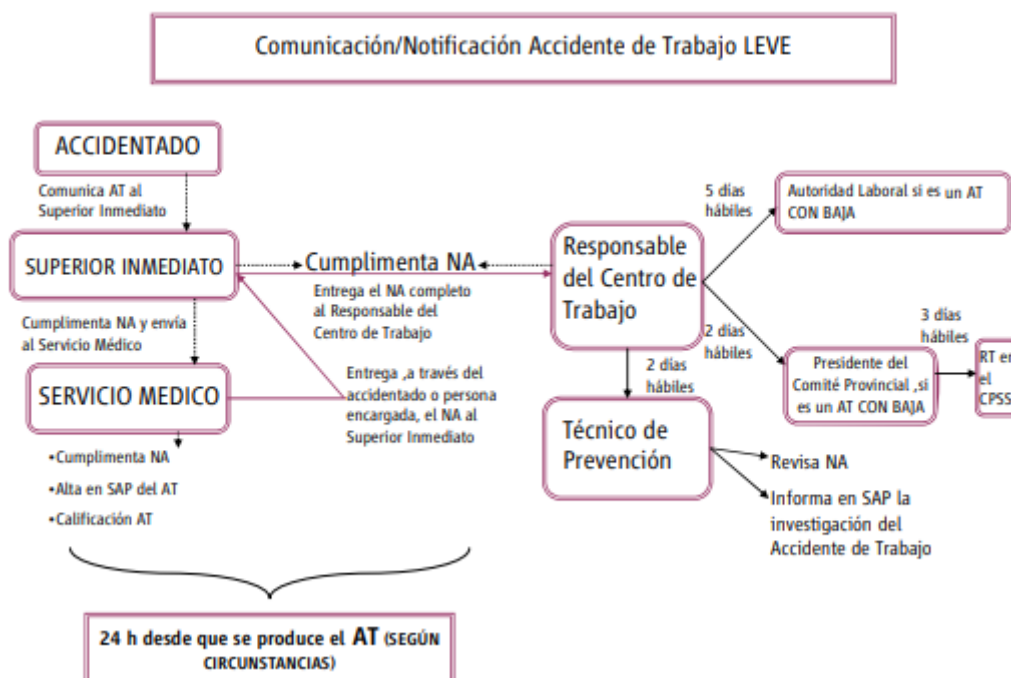 Comunicación/Notificación Accidente de Trabajo LEVE
ACCIDENTADO
Comunica AT al
Superior Inmediato
SUPERIOR INMEDIATO
Cumplimenta NA
Entrega el NA completo
al Responsable del
Centro de Trabajo
Cumplimenta NA y envía
al Servicio Médico
SERVICIO MEDICO
Entrega ,a través del
accidentado o persona
encargada, el NA al
Superior Inmediato
•Cumplimenta NA
•Alta en SAP del AT
•Calificación AT
24 h desde que se produce el AT (SEGÚN
CIRCUNSTANCIAS)
Responsable
del Centro de
Trabajo
5 días
hábiles
Autoridad Laboral si es un AT
CON BAJA
2 días
hábiles
Presidente del
Comité Provincial ,si
es un AT CON BAJA
3 días
hábiles
RT en
el
CPSS
2 días
hábiles
Técnico de
Prevención
Revisa NA
Informa en SAP la
investigación del
Accidente de Trabajo